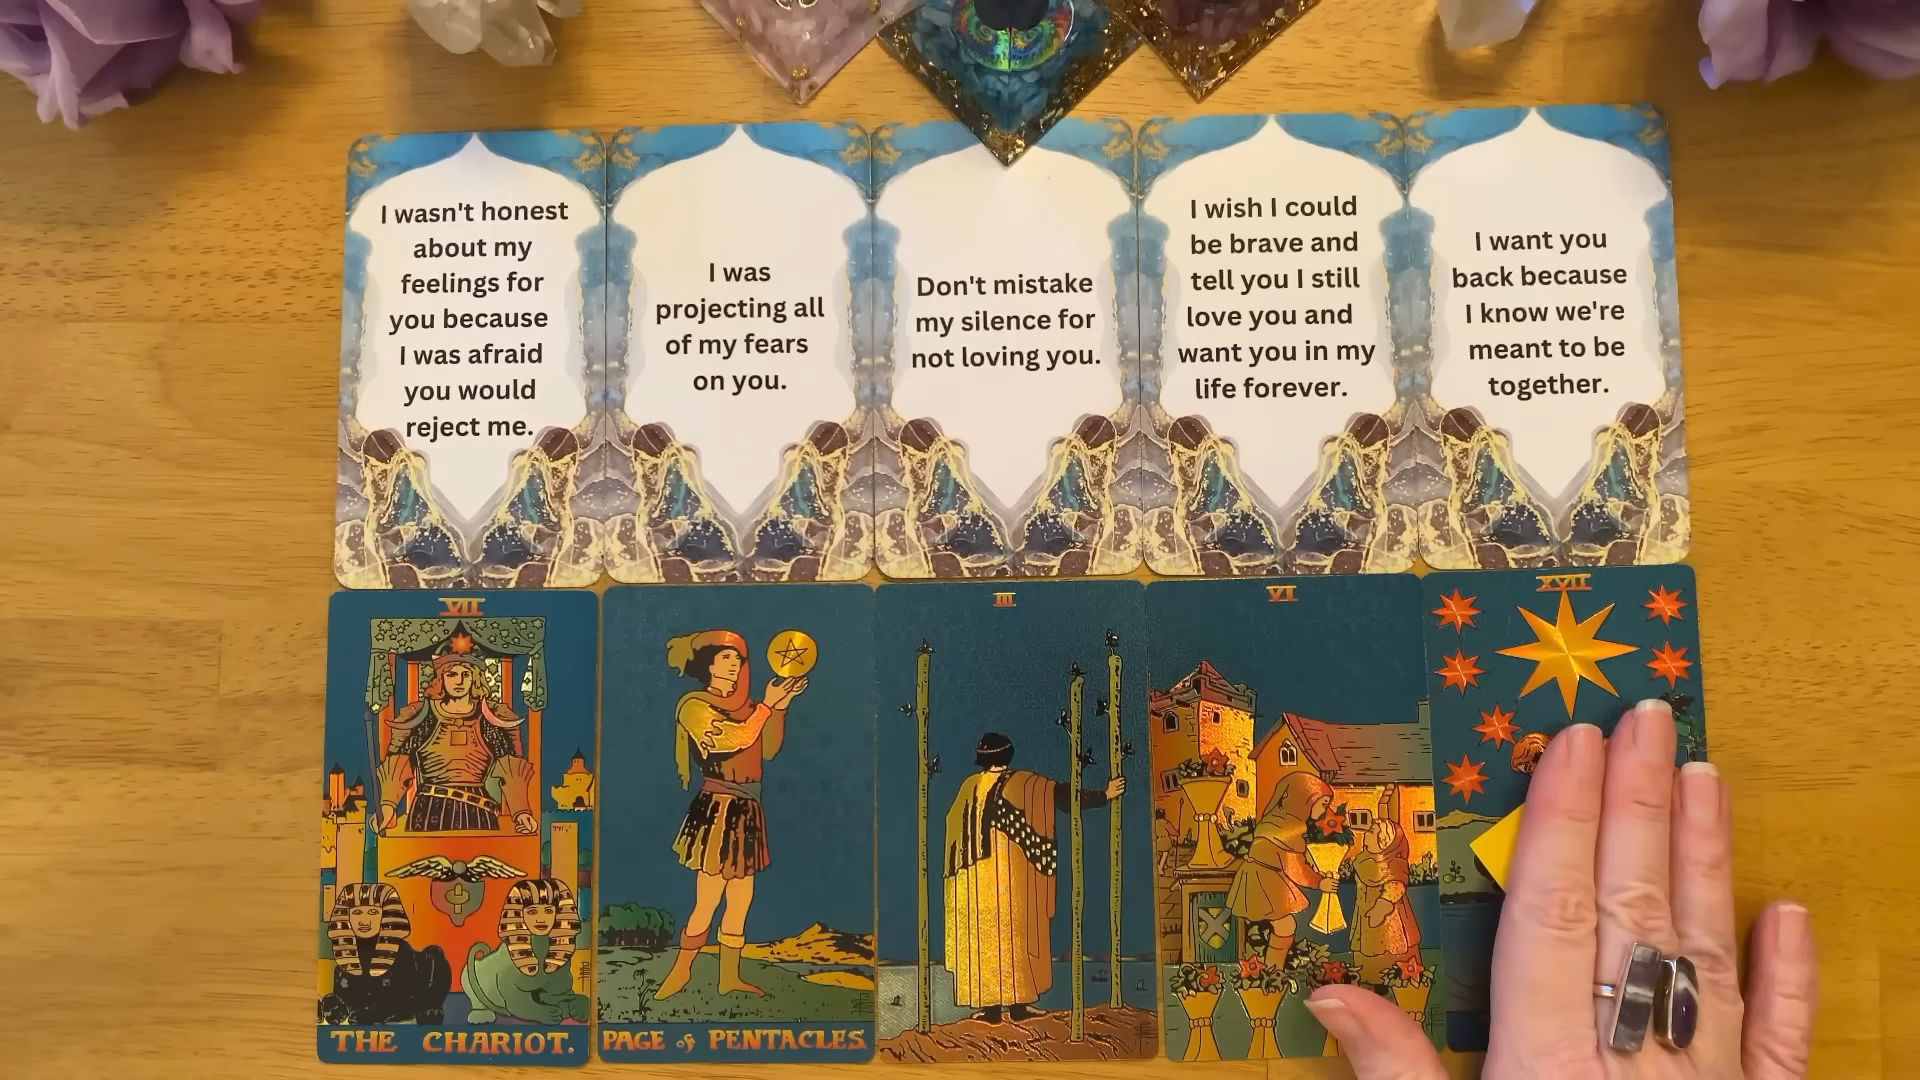 I wasn't honest
about my
feelings for
you because
I was afraid
you would
reject me.
I was
projecting all
of my fears
on you.
Don't mistake
my silence for
not loving you.
I wish I could
be brave and
tell you I still
love you and
want you in my
life forever.
I want you
back because
I know we're
meant to be
together.
VII
THE CHARIOT.
PAGE of PENTACLES.
III
VI
XVII